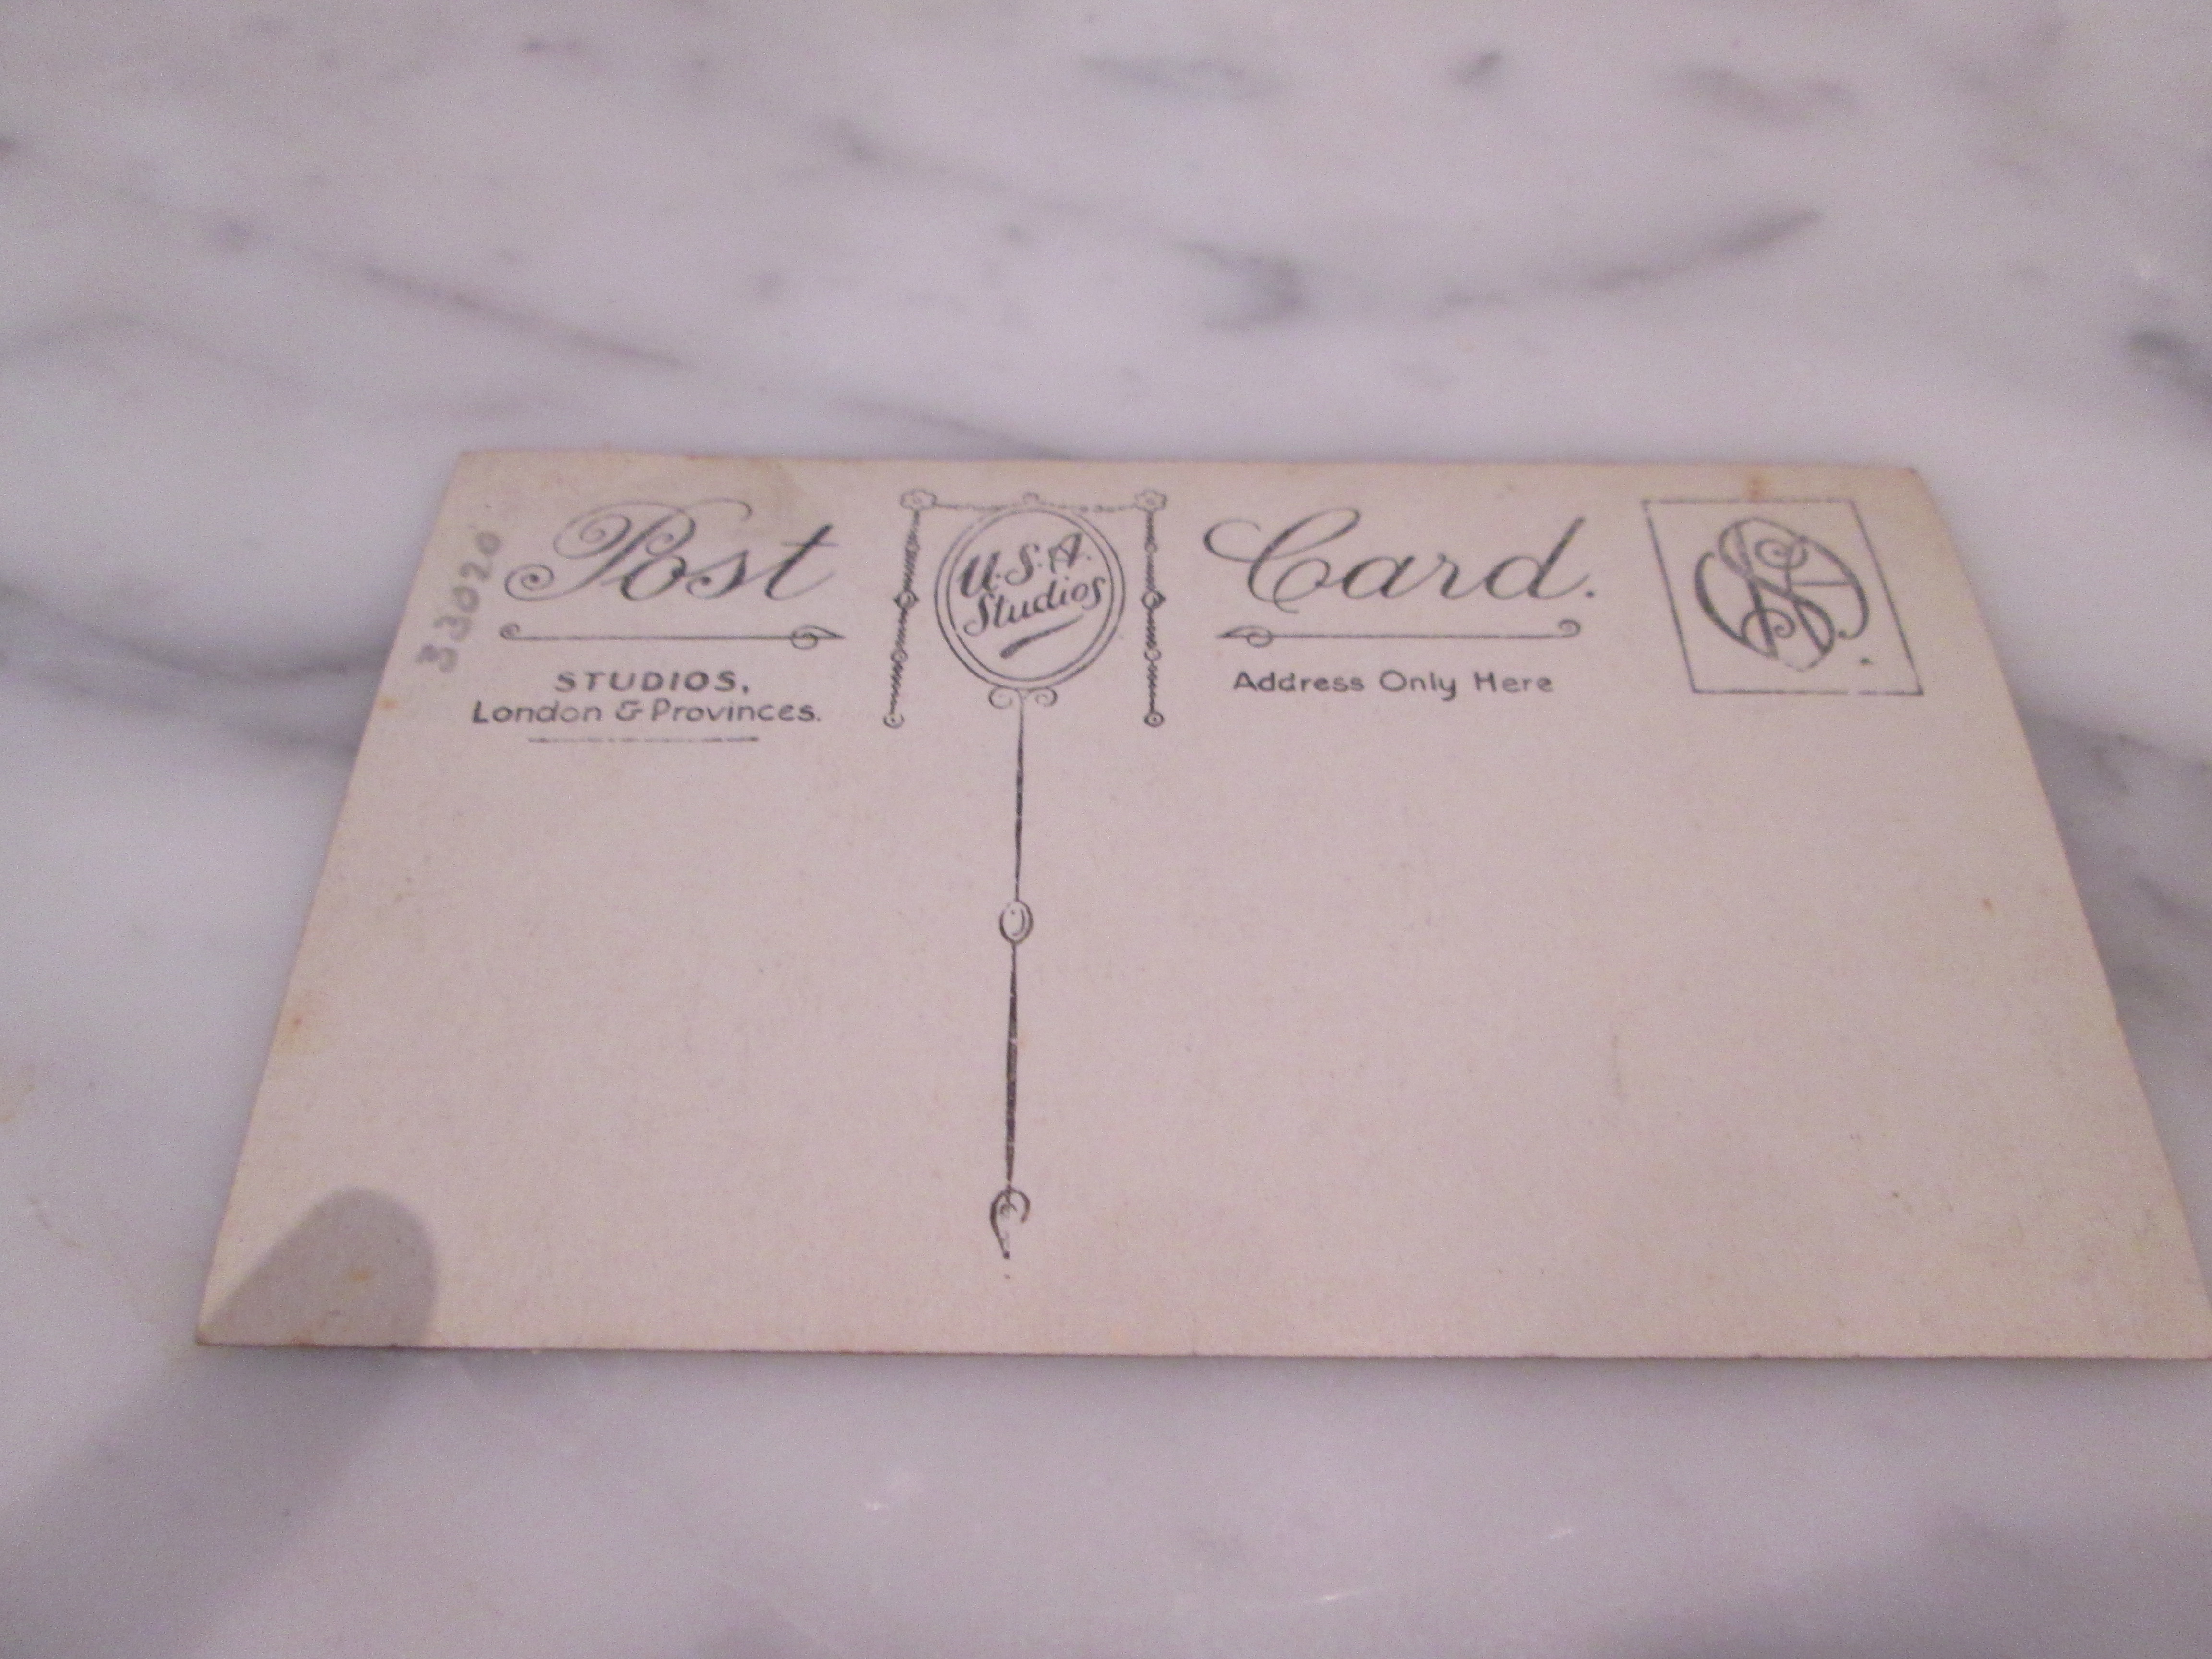 Post Card.
U.S.A.
Studios
STUDIOS,
London & Provinces.
Address Only Here
33020